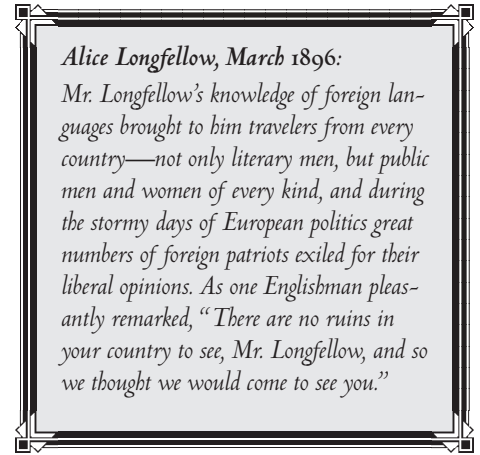 Alice Longfellow, March 1896:
Mr. Longfellow’s knowledge of foreign lan-
guages brought to him travelers from every
country—not only literary men, but public
men and women of every kind, and during
the stormy days of European politics great
numbers of foreign patriots exiled for their
liberal opinions. As one Englishman pleas-
antly remarked, “There are no ruins in
your country to see, Mr. Longfellow, and so
we thought we would come to see you.”